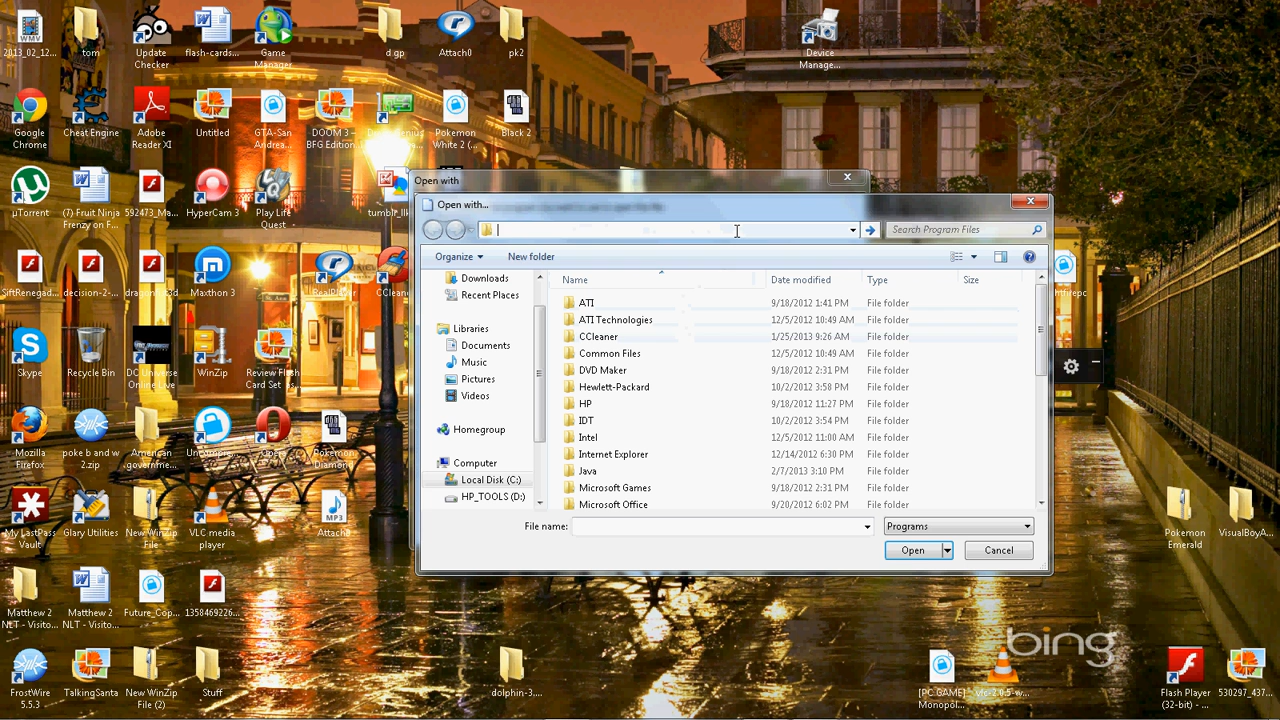 2013_02_12...
tom
Update
Checker
flash-cards...
Game
Manager
d gp
Attach0
pk2
Device
Manage...
Google
Chrome
Cheat Engine
Adobe
Reader XI
Untitled
GTA-San
Andrea...
DOOM 3 –
BFG Edition
Pokemon
White 2 (...
Black 2
µTorrent
(7) Fruit Ninja
Frenzy on F...
592473_Ma...
HyperCam 3
Play Life
Quest
SiftRenegad...
decision-2-...
Maxthon 3
RealPlayer
CCleane
Skype
Recycle Bin
DC Universe
Online Live
WinZip
Review Flash
Card Set
Mozilla
Firefox
poke b and w
2.zip
American
governme...
Opera
Pokemon
Diamond
My LastPass
Vault
Glary Utilities
New WinZip
File
VLC media
player
Attach
MP3
Matthew 2
NLT - Visito...
Matthew 2
NLT - Visito...
Future_Cop...
1358469226...
FrostWire
5.5.3
TalkingSanta
New WinZip
File (2)
Stuff
dolphin-3....
Open with
Open with...
Search Program Files
Organize
New folder
Downloads
Recent Places
Libraries
Documents
Music
Pictures
Videos
Homegroup
Computer
Local Disk (C:)
HP_TOOLS (D:)
Name Date modified Type Size
ATI 9/18/2012 1:41 PM File folder
ATI Technologies 12/5/2012 10:49 AM File folder
CCleaner 1/25/2013 9:26 AM File folder
Common Files 12/5/2012 10:49 AM File folder
DVD Maker 9/18/2012 2:31 PM File folder
Hewlett-Packard 10/2/2012 3:58 PM File folder
HP 9/18/2012 11:27 PM File folder
IDT 10/2/2012 3:54 PM File folder
Intel 12/5/2012 11:00 AM File folder
Internet Explorer 12/14/2012 6:30 PM File folder
Java 2/7/2013 3:10 PM File folder
Microsoft Games 9/18/2012 2:31 PM File folder
Microsoft Office 9/20/2012 6:02 PM File folder
File name:
Programs
Open
Cancel
Pokemon
Emerald
VisualBoyA...
bing
[PC GAME]
Monopol...
vlc-2.0.5-w...
Flash Player
(32-bit) - ...
530297_437...